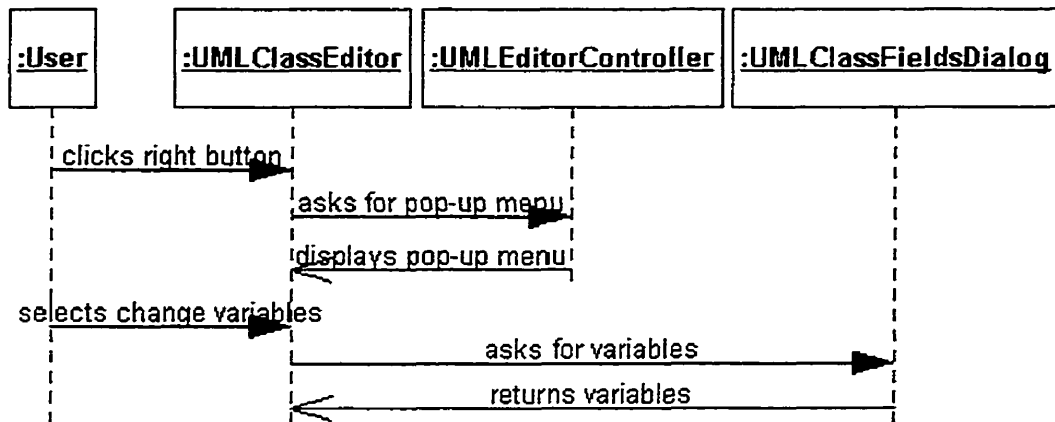 :User
:UMLClassEditor
:UMLEditorController
:UMLClassFieldsDialog
clicks right button
asks for pop-up menu
displays pop-up menu
selects change variables
asks for variables
returns variables